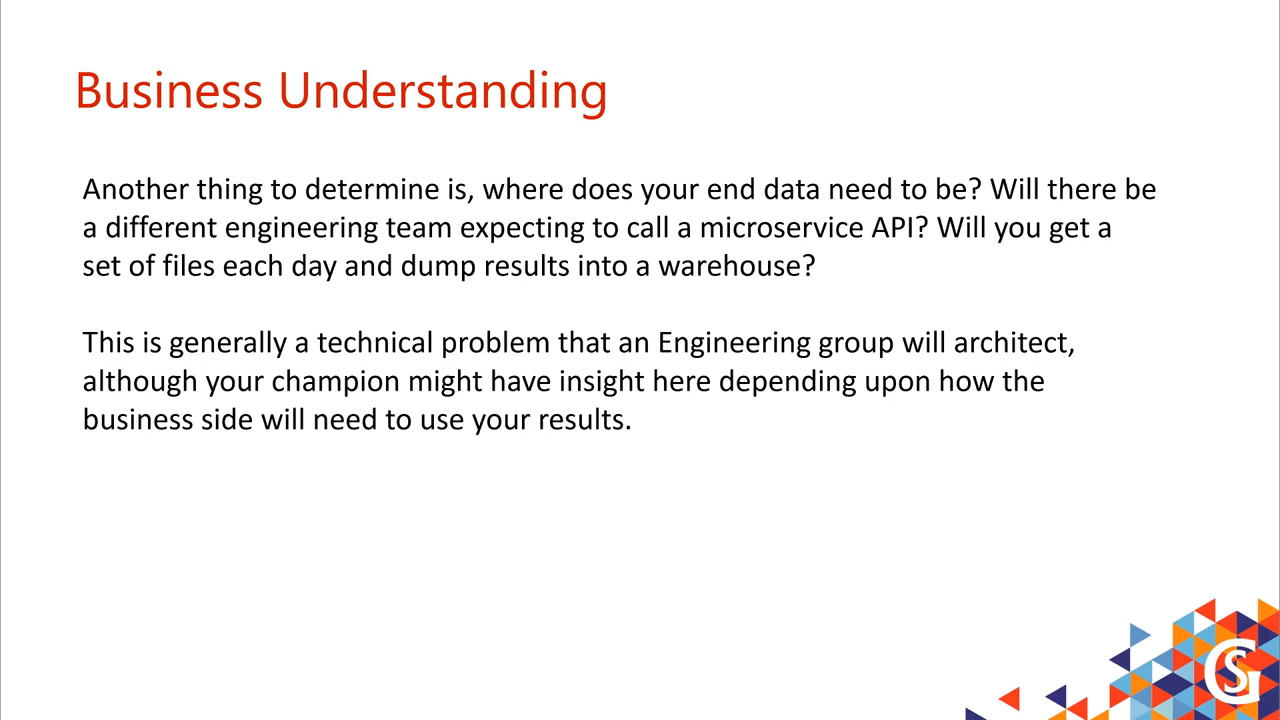 Business Understanding
Another thing to determine is, where does your end data need to be? Will there be
a different engineering team expecting to call a microservice API? Will you get a
set of files each day and dump results into a warehouse?
This is generally a technical problem that an Engineering group will architect,
although your champion might have insight here depending upon how the
business side will need to use your results.
GS